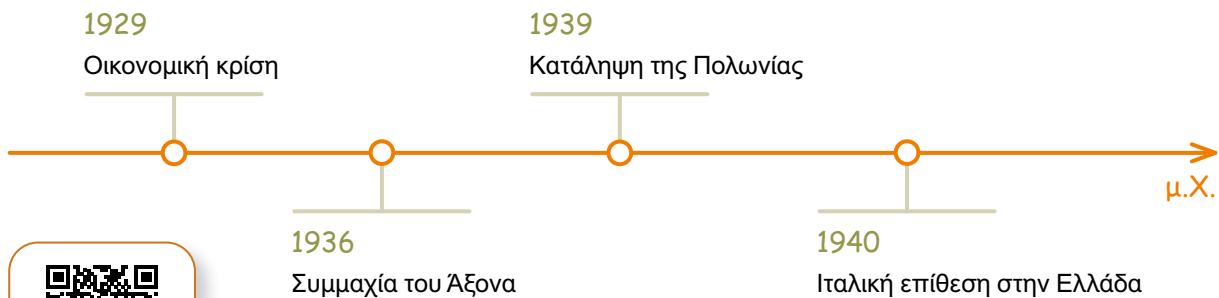 1929
Οικονομική κρίση
1939
Κατάληψη της Πολωνίας
μ.Χ.
1936
Συμμαχία του Άξονα
1940
Ιταλική επίθεση στην Ελλάδα